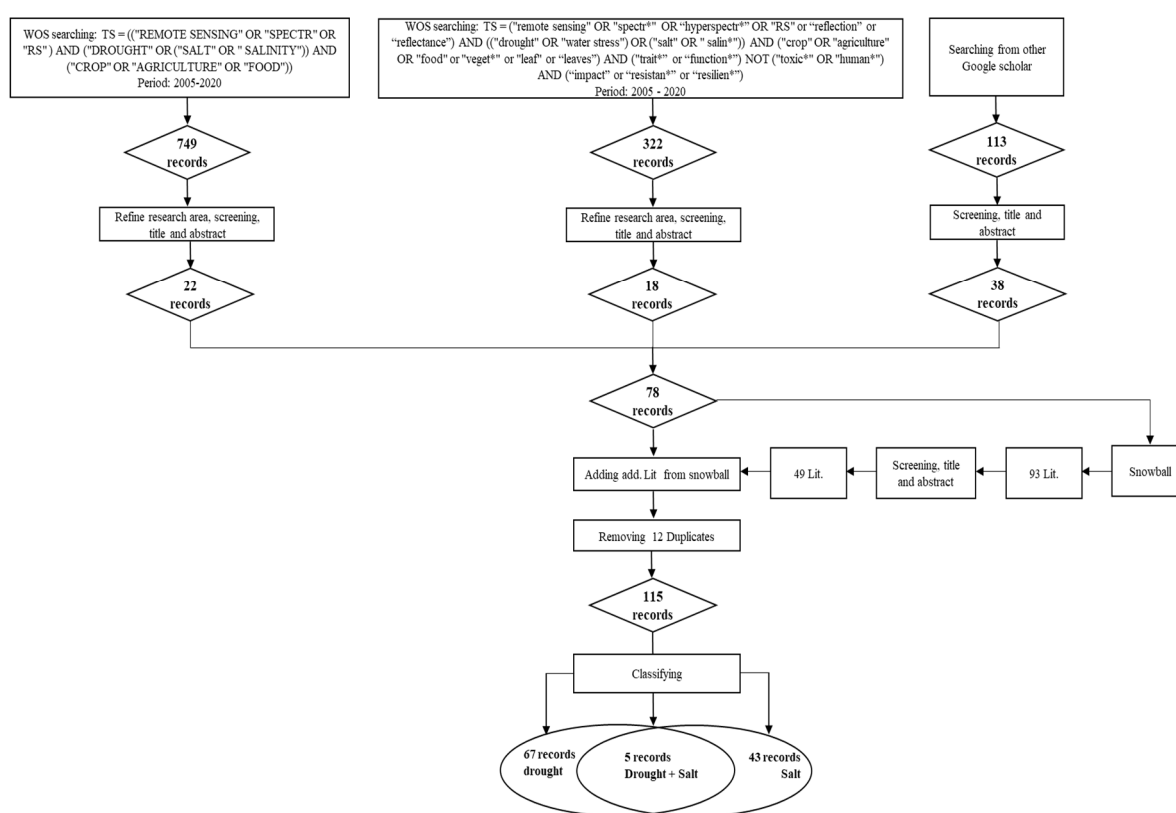 WOS searching: TS = (("REMOTE SENSING" OR "SPECTR" OR
"RS" ) AND ("DROUGHT" OR ("SALT" OR " SALINITY")) AND
("CROP" OR "AGRICULTURE" OR "FOOD"))
Period: 2005-2020
WOS searching: TS = ("remote sensing" OR "spectr*" OR “hyperspectr*” OR "RS" or “reflection” or
“reflectance”) AND (("drought" OR "water stress") OR ("salt" OR " salin*")) AND ("crop" OR "agriculture"
OR "food" or "veget*" or "leaf" or “leaves”) AND ("trait*" or “function*”) NOT ("toxic*" OR "human*")
AND (“impact” or “resistan*” or “resilien*”)
Period: 2005 - 2020
Searching from other
Google scholar
749
records
322
records
113
records
Refine research area, screening,
title and abstract
Refine research area, screening,
title and abstract
Screening, title and
abstract
22
records
18
records
38
records
78
records
Adding add. Lit from snowball
49 Lit.
Screening, title
and abstract
93 Lit.
Snowball
Removing 12 Duplicates
115
records
Classifying
67 records
drought
5 records
Drought + Salt
43 records
Salt